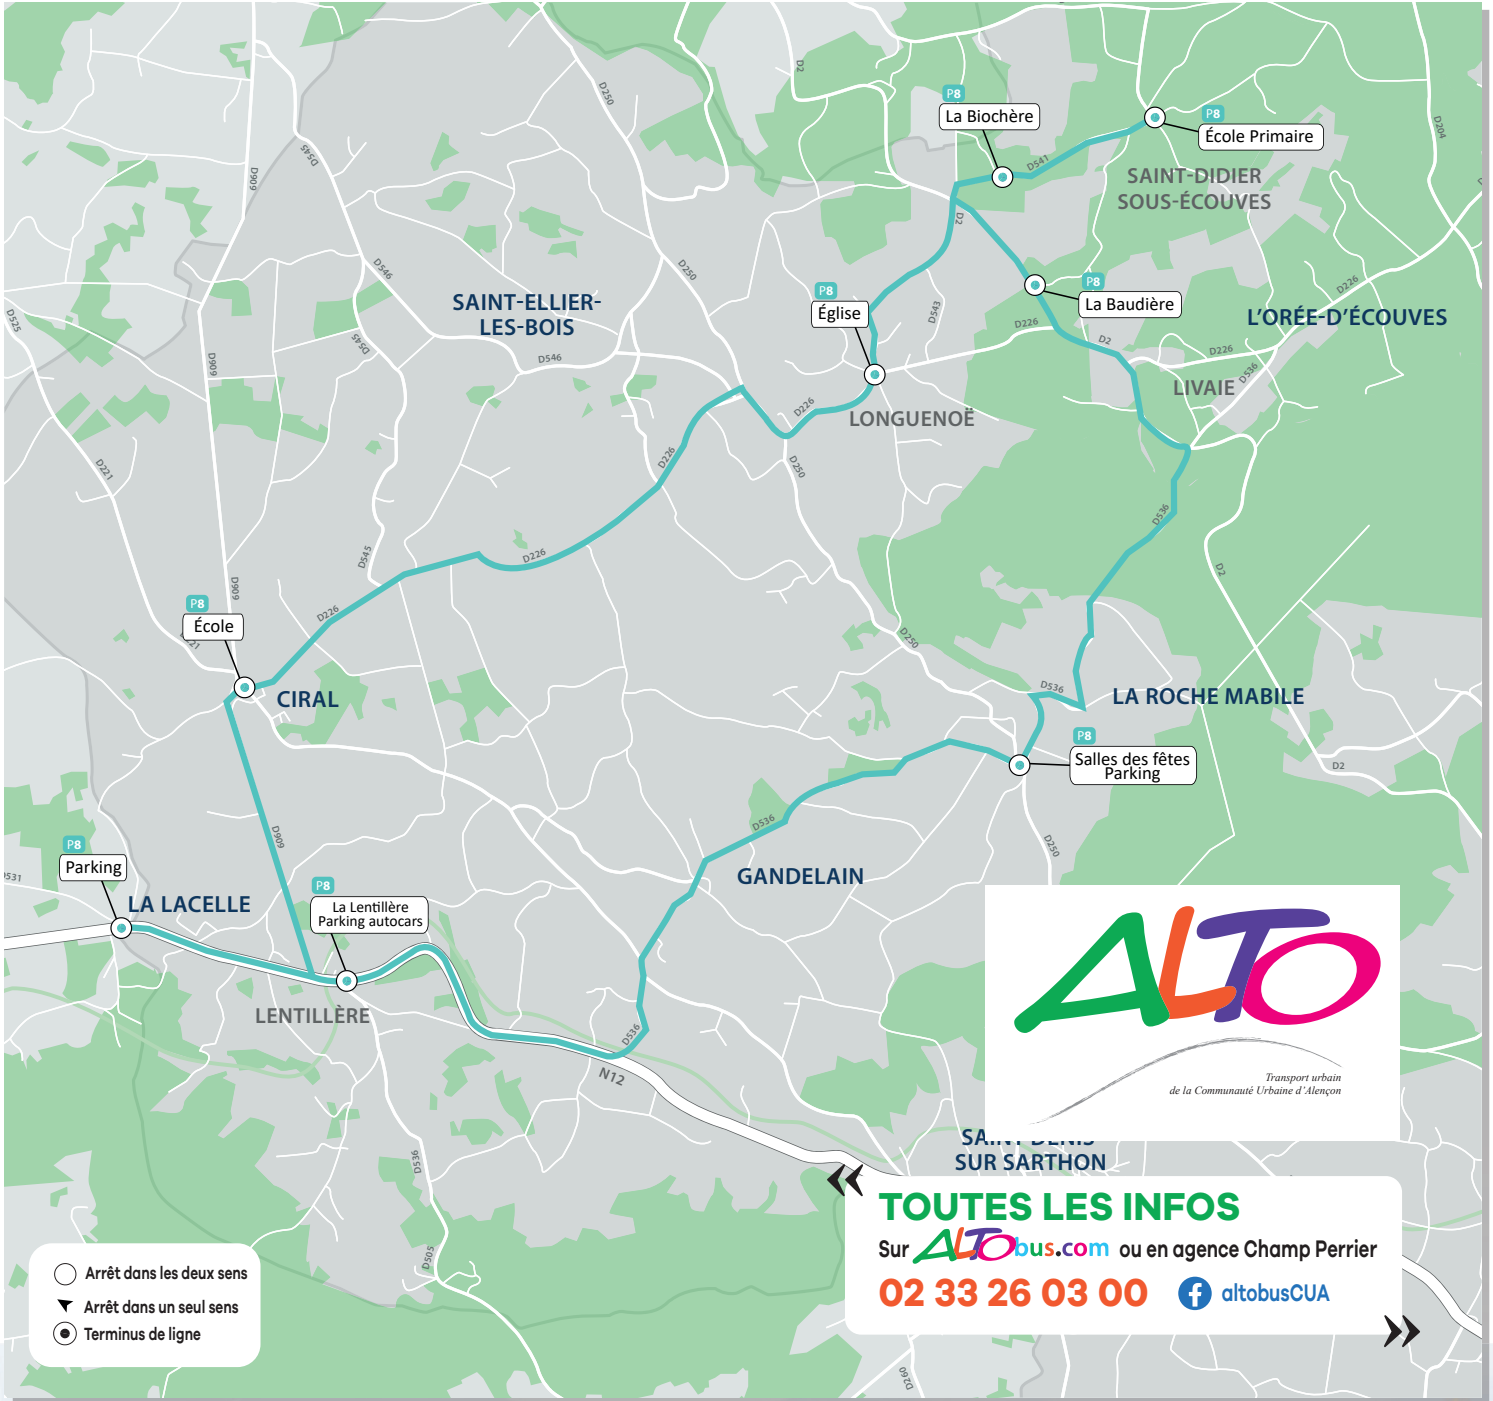 D2
D250
P8
La Biochère
P8
École Primaire
D204
D545
D909
D541
SAINT-DIDIER
SOUS-ÉCOUVES
D2
D546
D250
P8
La Baudière
D226
P8
Église
SAINT-ELLIER-
LES-BOIS
D543
L'ORÉE-D'ÉCOUVES
D525
D226
D545
D2
D226
D909
D546
D536
LIVAIE
D226
LONGUENOË
D226
D221
D250
D536
D226
D545
D2
D909
P8
École
D226
D250
D536
CIRAL
LA ROCHE MABILE
P8
Salles des fêtes
Parking
D2
D536
D909
D250
P8
Parking
GANDELAIN
P8
La Lentillère
Parking autocars
LA LACELLE
LENTILLÈRE
D536
N12
ALTO
Transport urbain
de la Communauté Urbaine d'Alençon
SAINT-DENIS
SUR SARTHON
D536
D505
TOUTES LES INFOS
Sur ALTObus.com ou en agence Champ Perrier
02 33 26 03 00
altobusCUA
Arrêt dans les deux sens
Arrêt dans un seul sens
Terminus de ligne
D260